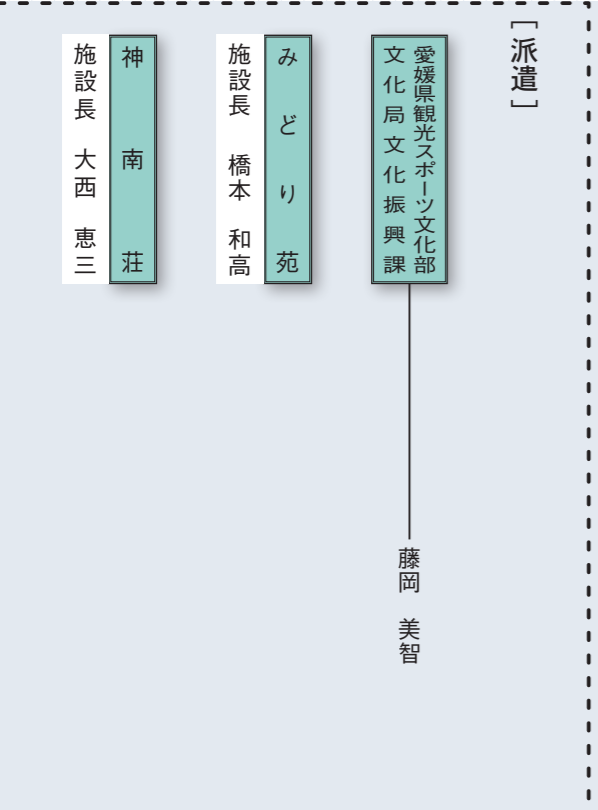 ［派遣］
愛媛県観光スポーツ文化部
文化局文化振興課
藤岡 美智
みどり苑
施設長 橋本 和高
神南荘
施設長 大西 恵三